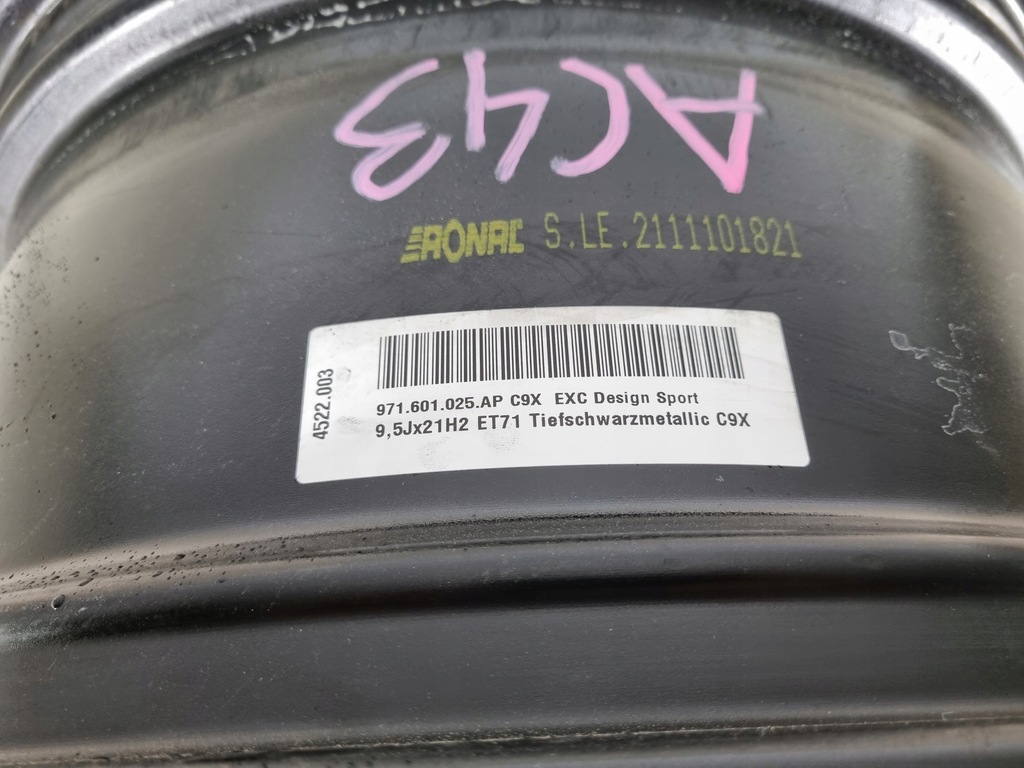 AC43
RONAL S.LE.2111101821
4522.003
971.601.025.AP C9X EXC Design Sport
9,5Jx21H2 ET71 Tiefschwarzmetallic C9X